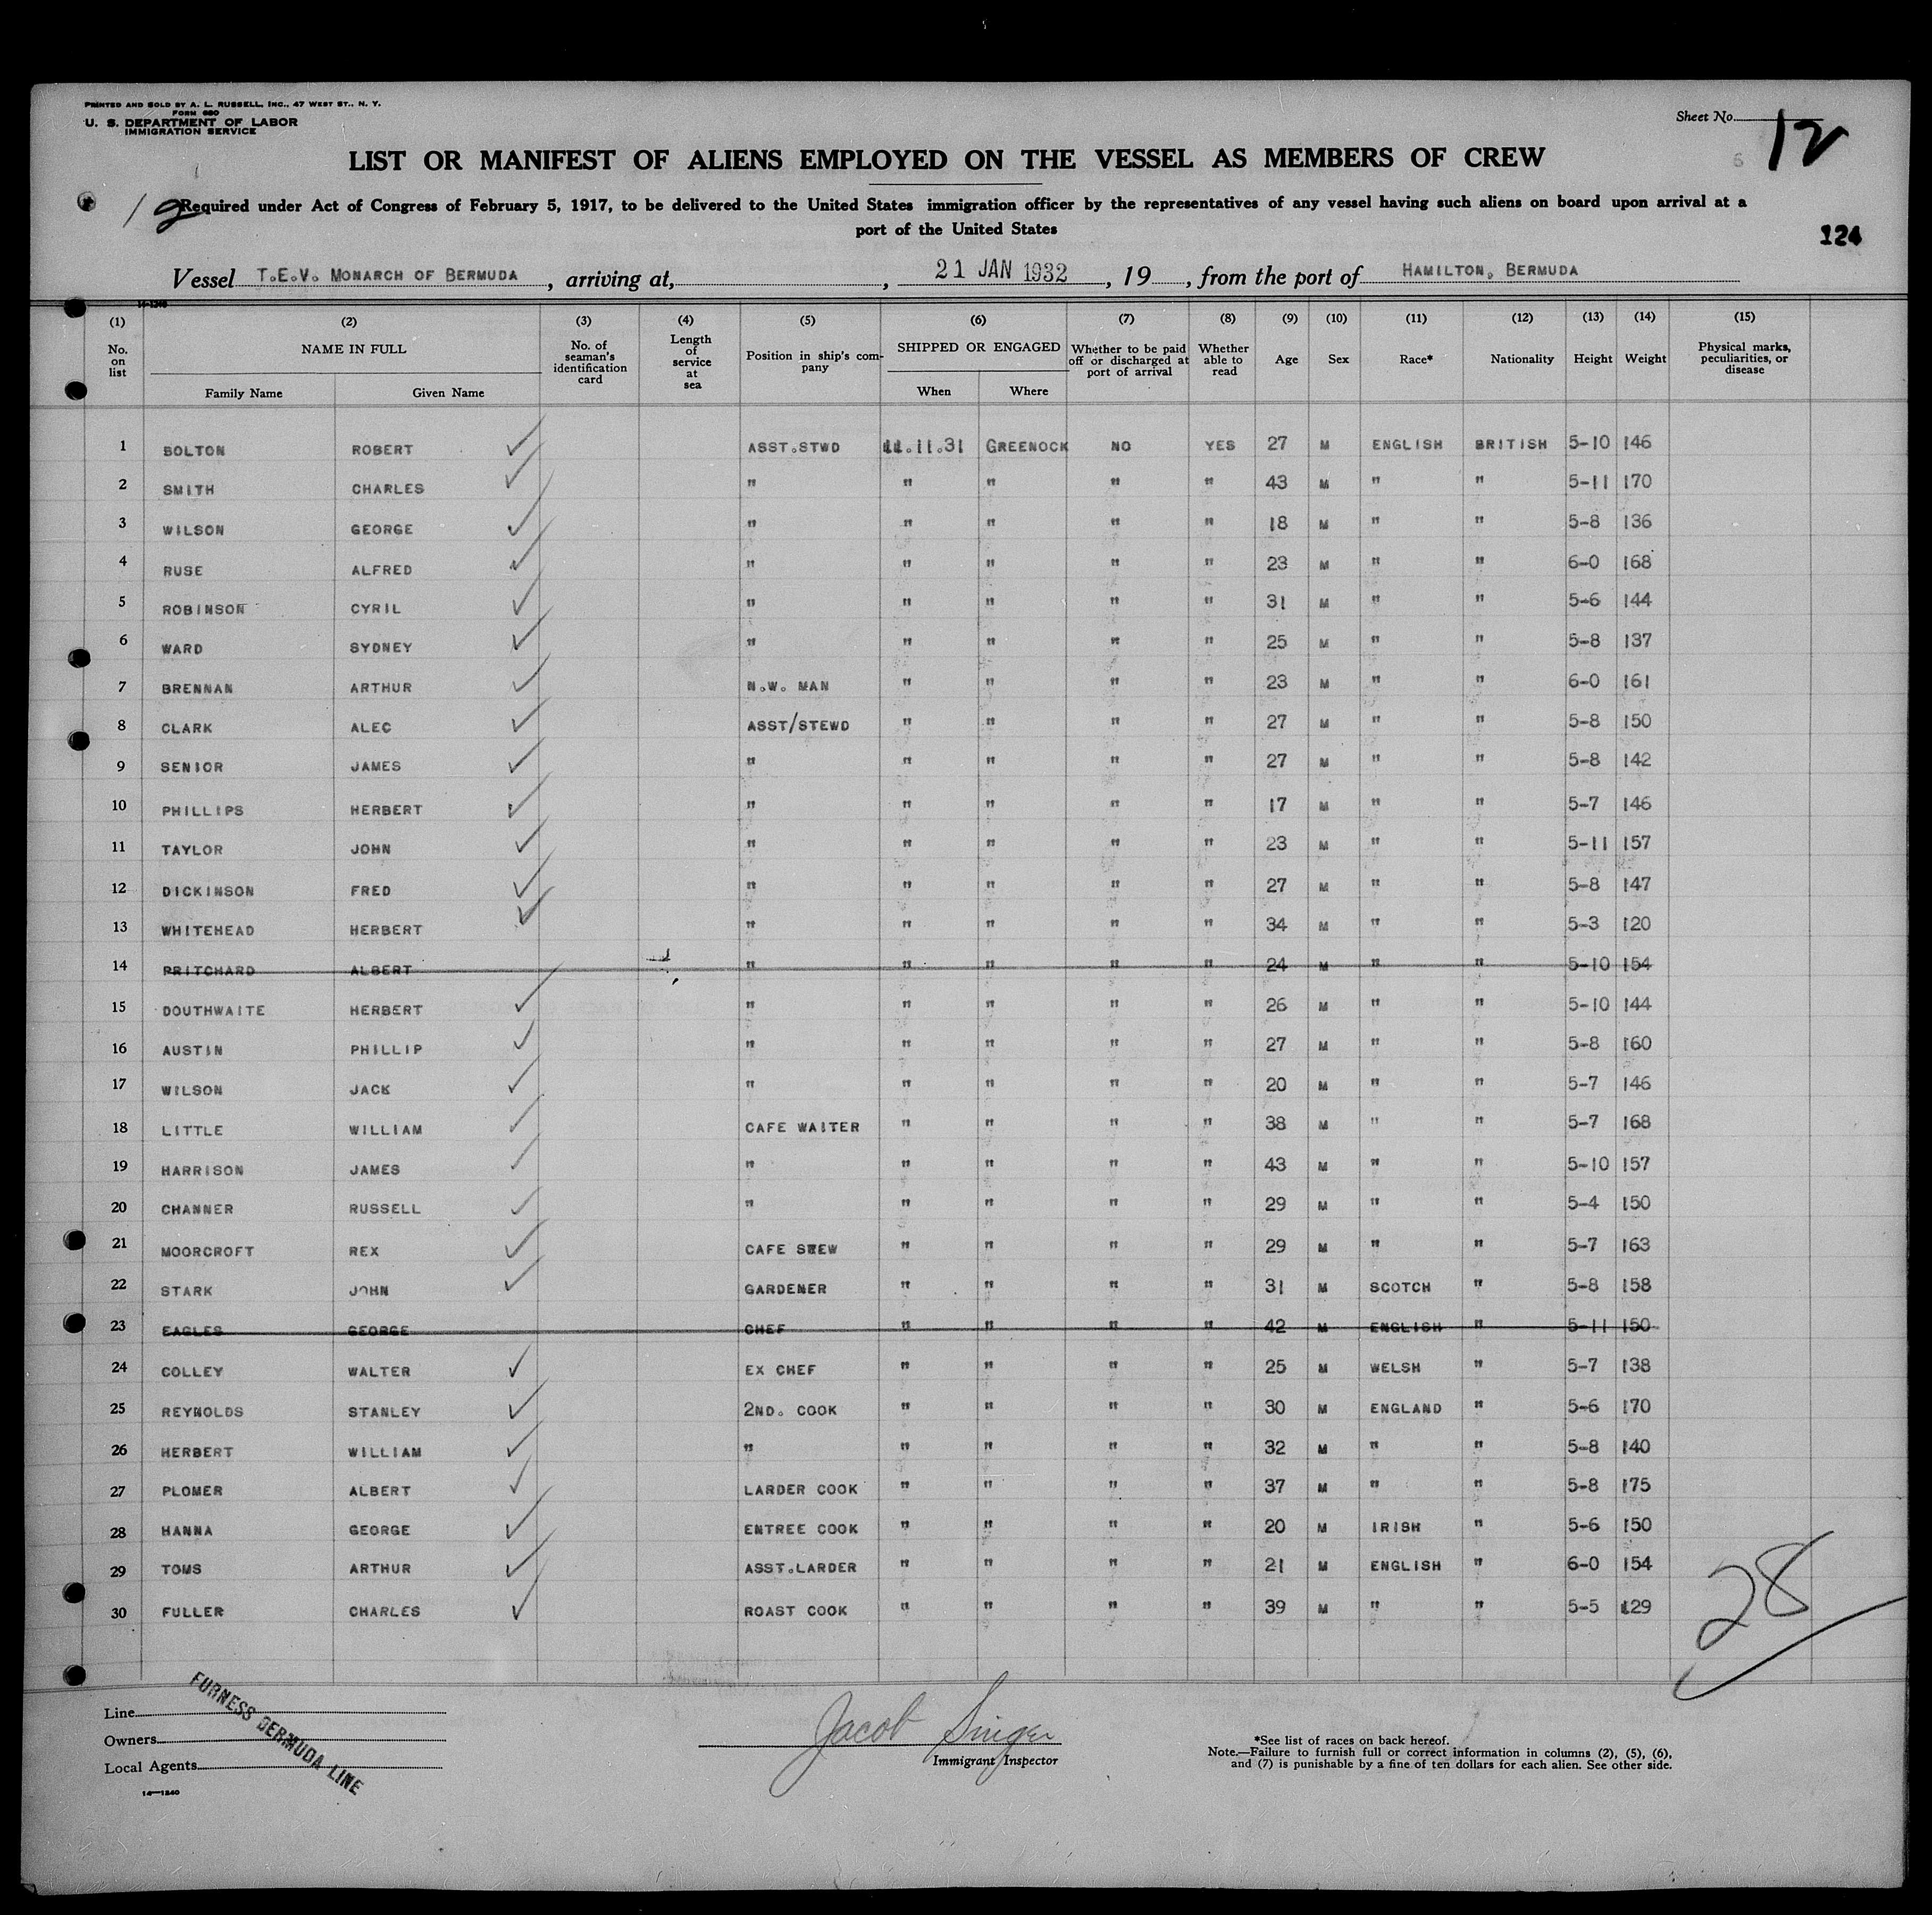 PRINTED AND SOLD BY A. L. RUSSELL, INC., 47 WEST ST., N. Y.
FORM 680
U. S. DEPARTMENT OF LABOR
IMMIGRATION SERVICE
Sheet No. 12
LIST OR MANIFEST OF ALIENS EMPLOYED ON THE VESSEL AS MEMBERS OF CREW
12
Required under Act of Congress of February 5, 1917, to be delivered to the United States immigration officer by the representatives of any vessel having such aliens on board upon arrival at a
port of the United States
124
Vessel T.E.V. MONARCH OF BERMUDA , arriving at, , 21 JAN 1932 , 19 , from the port of HAMILTON, BERMUDA
14-1240
(1) (2) (3) (4) (5) (6) (7) (8) (9) (10) (11) (12) (13) (14) (15)
No. on list NAME IN FULL Family Name Given Name No. of seaman's identification card Length of service at sea Position in ship's company SHIPPED OR ENGAGED When Where Whether to be paid off or discharged at port of arrival Whether able to read Age Sex Race* Nationality Height Weight Physical marks, peculiarities, or disease
1 BOLTON ROBERT ✓ ASST.STWD 11.11.31 GREENOCK NO YES 27 M ENGLISH BRITISH 5-10 146
2 SMITH CHARLES ✓ " " " " " 43 M " " 5-11 170
3 WILSON GEORGE ✓ " " " " " 18 M " " 5-8 136
4 RUSE ALFRED ✓ " " " " " 23 M " " 6-0 168
5 ROBINSON CYRIL ✓ " " " " " 31 M " " 5-6 144
6 WARD SYDNEY ✓ " " " " " 25 M " " 5-8 137
7 BRENNAN ARTHUR ✓ N.W. MAN " " " " 23 M " " 6-0 161
8 CLARK ALEC ✓ ASST/STEWD " " " " 27 M " " 5-8 150
9 SENIOR JAMES ✓ " " " " " 27 M " " 5-8 142
10 PHILLIPS HERBERT ✓ " " " " " 17 M " " 5-7 146
11 TAYLOR JOHN ✓ " " " " " 23 M " " 5-11 157
12 DICKINSON FRED ✓ " " " " " 27 M " " 5-8 147
13 WHITEHEAD HERBERT ✓ " " " " " 34 M " " 5-3 120
14 PRITCHARD ALBERT " " " " " 24 M " " 5-10 154
15 DOUTHWAITE HERBERT ✓ " " " " " 26 M " " 5-10 144
16 AUSTIN PHILLIP ✓ " " " " " 27 M " " 5-8 160
17 WILSON JACK ✓ " " " " " 20 M " " 5-7 146
18 LITTLE WILLIAM ✓ CAFE WAITER " " " " 38 M " " 5-7 168
19 HARRISON JAMES ✓ " " " " " 43 M " " 5-10 157
20 CHANNER RUSSELL ✓ " " " " " 29 M " " 5-4 150
21 MOORCROFT REX ✓ CAFE STEW " " " " 29 M " " 5-7 163
22 STARK JOHN ✓ GARDENER " " " " 31 M SCOTCH " 5-8 158
23 EAGLES GEORGE CHEF " " " " 42 M ENGLISH " 5-11 150
24 COLLEY WALTER ✓ EX CHEF " " " " 25 M WELSH " 5-7 138
25 REYNOLDS STANLEY ✓ 2ND. COOK " " " " 30 M ENGLAND " 5-6 170
26 HERBERT WILLIAM ✓ " " " " " 32 M " " 5-8 140
27 PLOMER ALBERT ✓ LARDER COOK " " " " 37 M " " 5-8 175
28 HANNA GEORGE ✓ ENTREE COOK " " " " 20 M IRISH " 5-6 150
29 TOMS ARTHUR ✓ ASST.LARDER " " " " 21 M ENGLISH " 6-0 154
30 FULLER CHARLES ✓ ROAST COOK " " " " 39 M " " 5-5 129
28
Line
Owners
Local Agents
FURNESS BERMUDA LINE
14-1240
Jacob Singer
Immigrant Inspector
*See list of races on back hereof.
Note.—Failure to furnish full or correct information in columns (2), (5), (6),
and (7) is punishable by a fine of ten dollars for each alien. See other side.